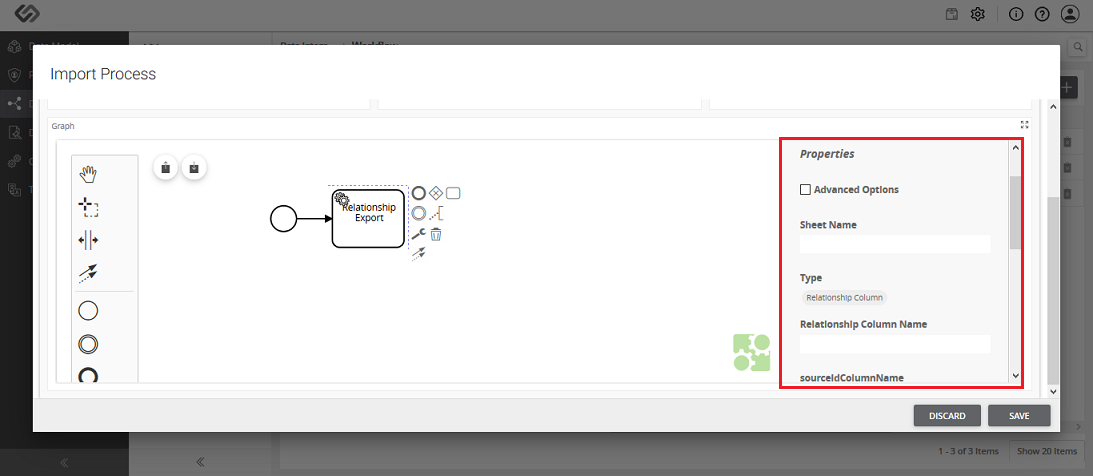 Workflow
Import Process
Graph
Properties
Advanced Options
Sheet Name
Relationship
Export
Type
Relationship Column
Relationship Column Name
sourceIdColumnName
DISCARD
SAVE
1 - 3 of 3 Items
Show 20 Items